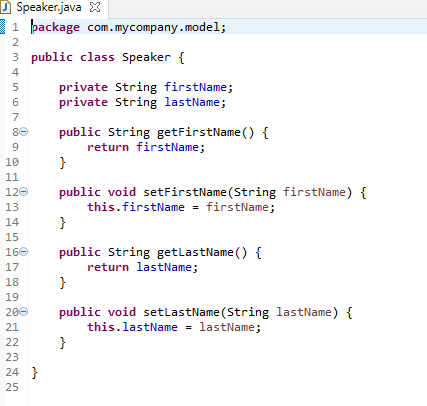 Speaker.java
1 package com.mycompany.model;
2
3 public class Speaker {
4
5     private String firstName;
6     private String lastName;
7
8     public String getFirstName() {
9         return firstName;
10     }
11
12     public void setFirstName(String firstName) {
13         this.firstName = firstName;
14     }
15
16     public String getLastName() {
17         return lastName;
18     }
19
20     public void setLastName(String lastName) {
21         this.lastName = lastName;
22     }
23
24 }
25